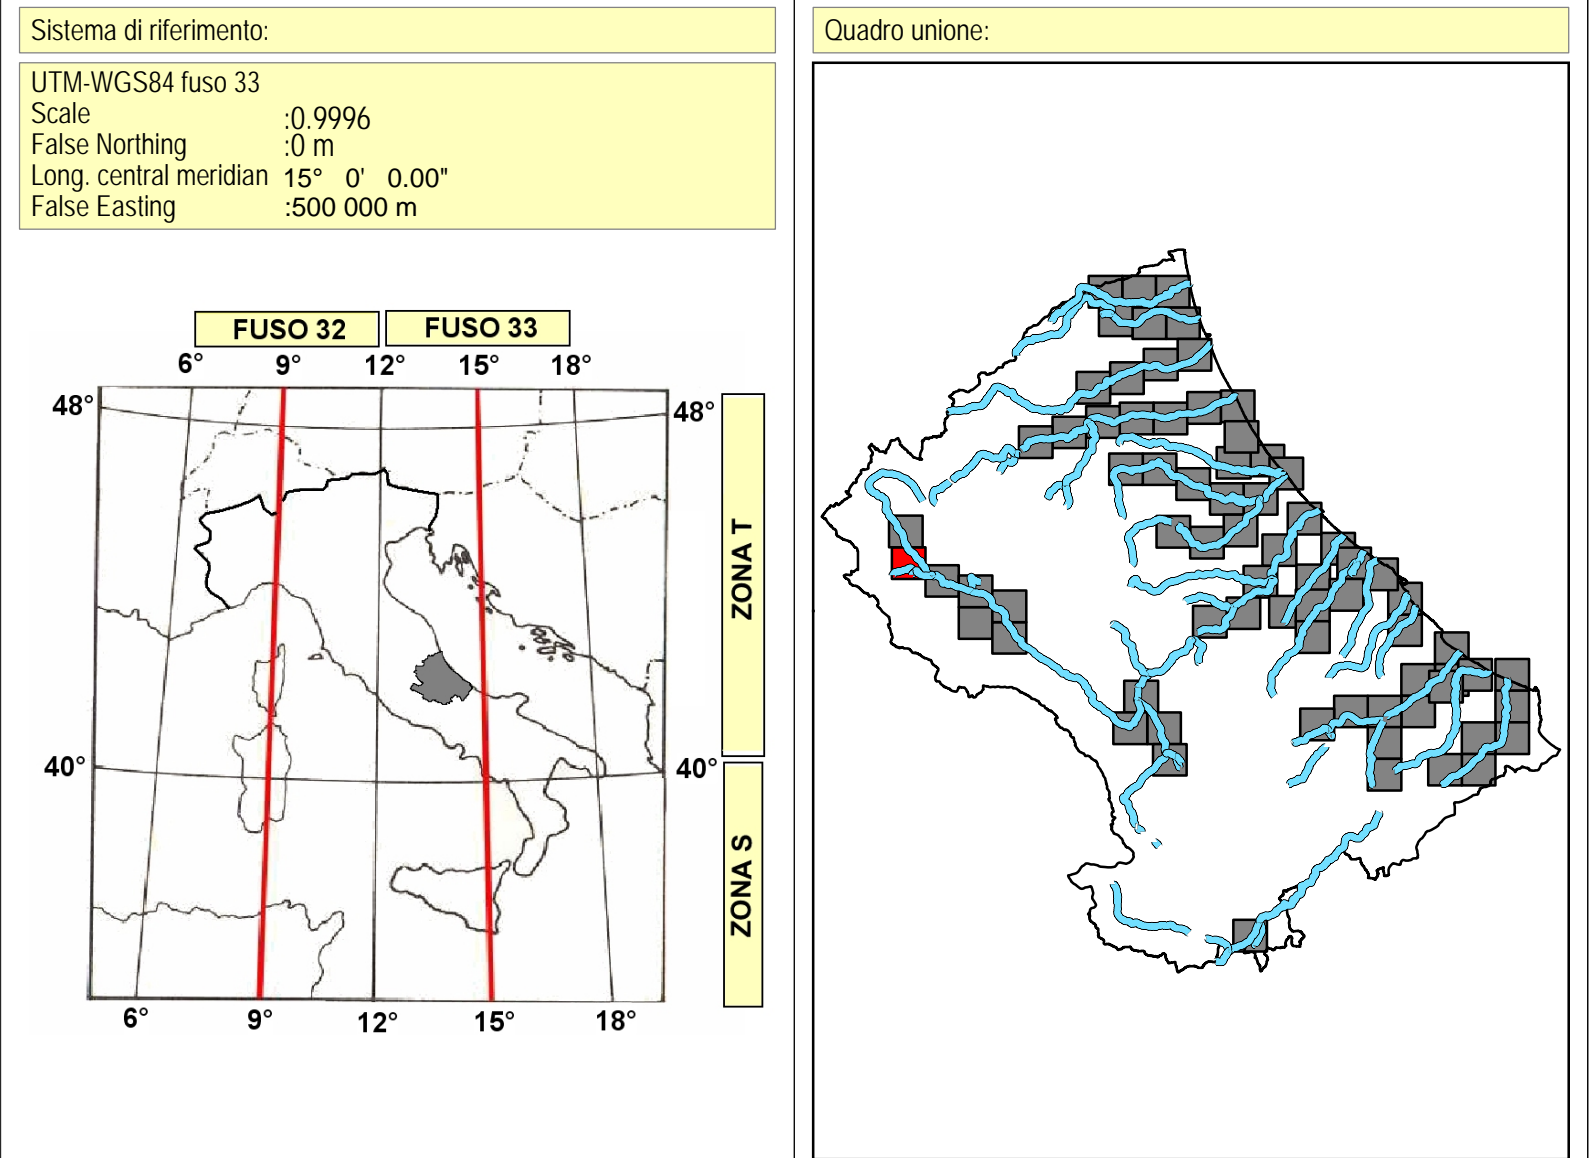 Sistema di riferimento:
UTM-WGS84 fuso 33
Scale :0.9996
False Northing :0 m
Long. central meridian 15° 0' 0.00"
False Easting :500 000 m
FUSO 32 FUSO 33
6° 9° 12° 15° 18°
48° 48°
ZONA T
40° 40°
ZONA S
6° 9° 12° 15° 18°
Quadro unione: